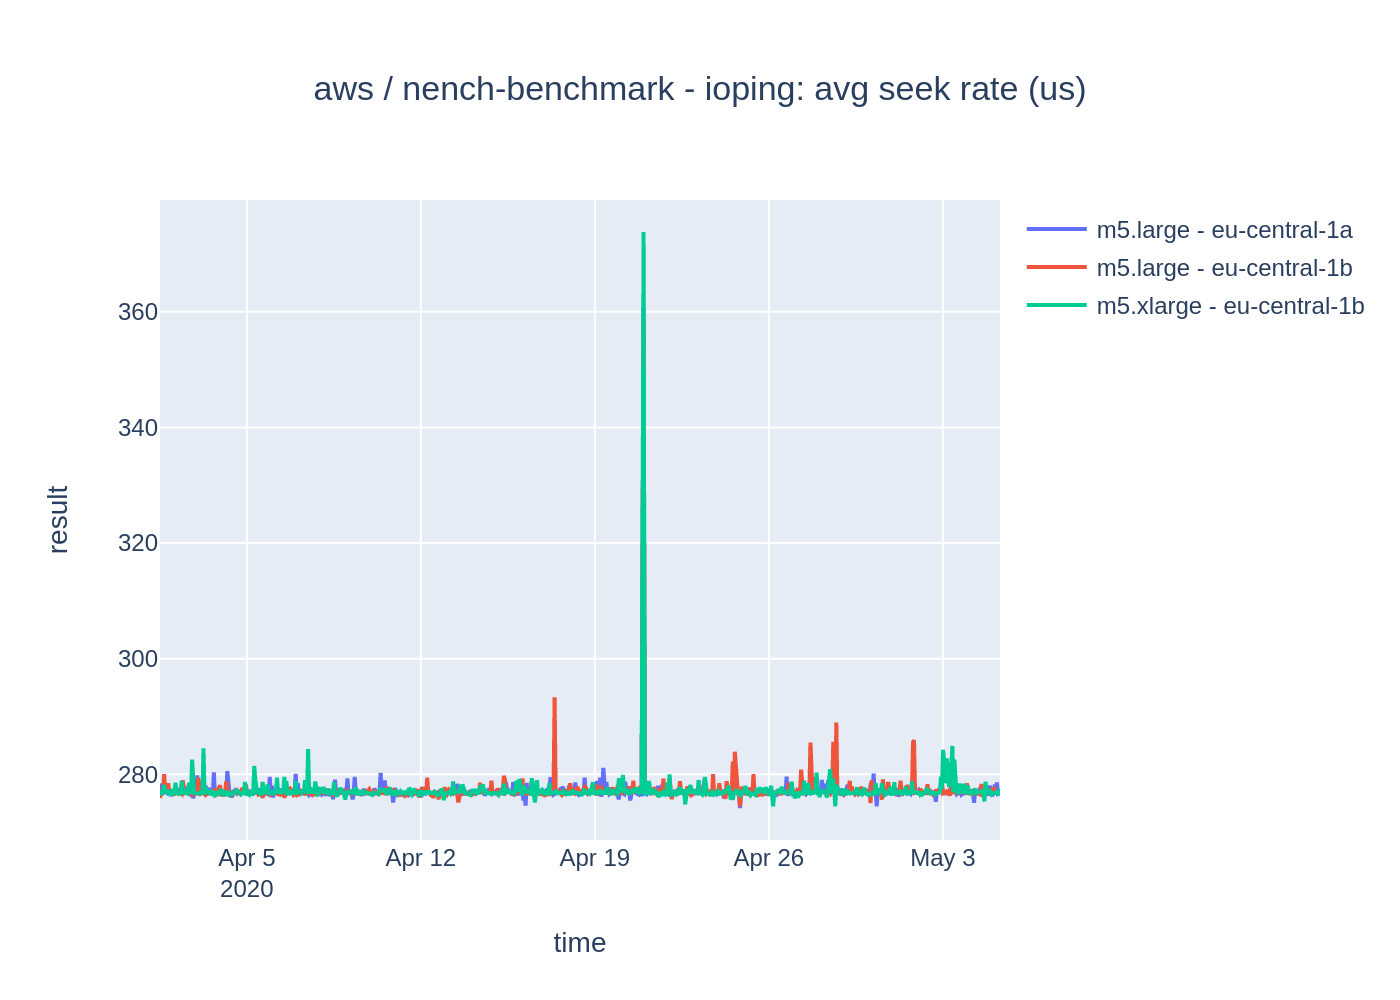 aws / nench-benchmark - ioping: avg seek rate (us)
m5.large - eu-central-1a
m5.large - eu-central-1b
m5.xlarge - eu-central-1b
360
340
320
300
280
result
Apr 5
2020
Apr 12
Apr 19
Apr 26
May 3
time